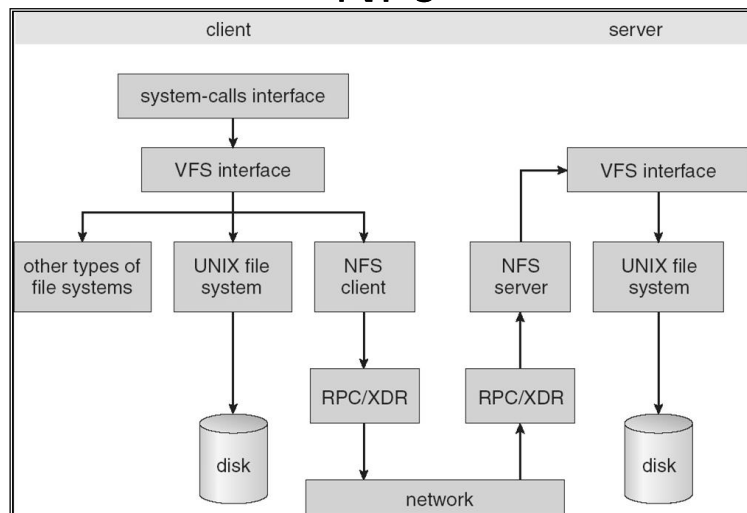 client
server
system-calls interface
VFS interface
VFS interface
other types of
file systems
UNIX file
system
NFS
client
NFS
server
UNIX file
system
RPC/XDR
RPC/XDR
disk
disk
network